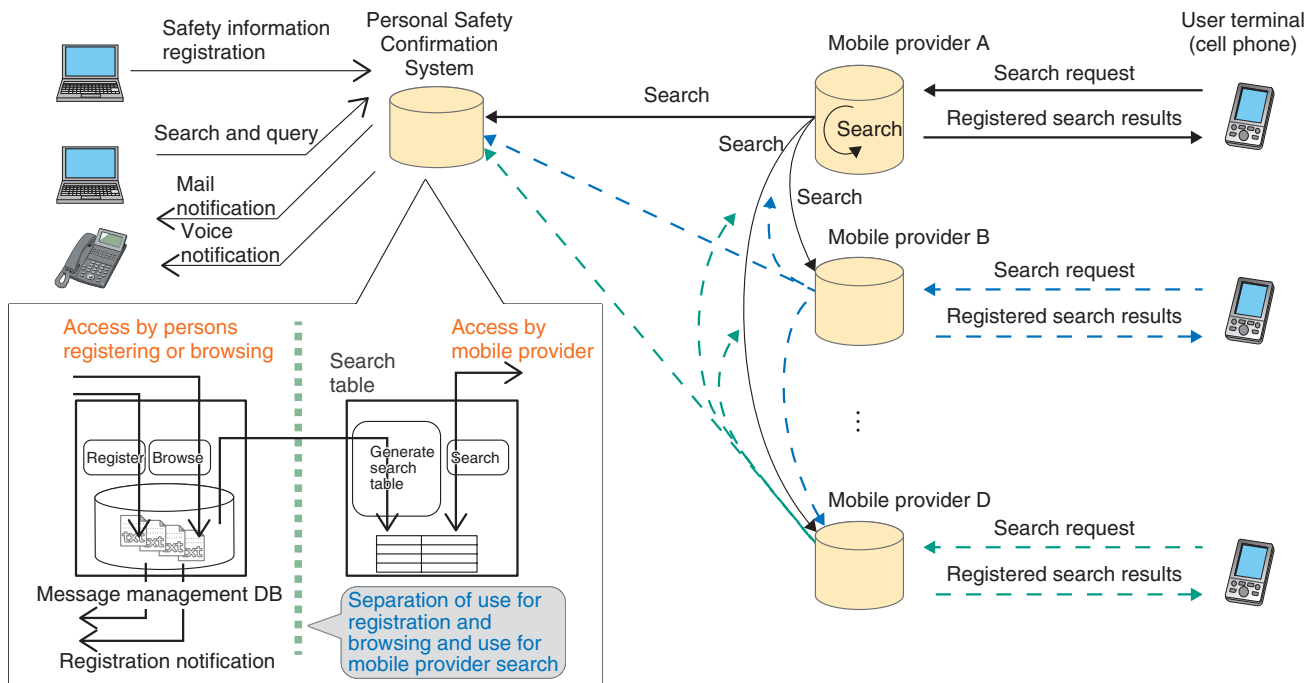 Safety information
registration
Search and query
Mail
notification
Voice
notification
Personal Safety
Confirmation
System
Search
Mobile provider A
Search
Search
Search
User terminal
(cell phone)
Search request
Registered search results
Mobile provider B
Search request
Registered search results
⋮
Mobile provider D
Search request
Registered search results
Access by persons
registering or browsing
Register
Browse
txt
txt
txt
txt
Message management DB
Registration notification
Access by
mobile provider
Search
table
Generate
search
table
Search
Separation of use for
registration and
browsing and use for
mobile provider search